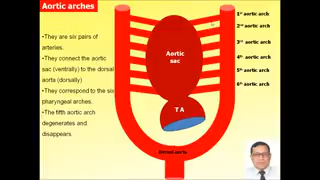 Aortic arches
•They are six pairs of
arteries.
•They connect the aortic
sac (ventrally) to the dorsal
aorta (dorsally)
•They correspond to the six
pharyngeal arches.
•The fifth aortic arch
degenerates and
disappears.
Aortic
sac
T A
Dorsal aorta
1st aortic arch
2nd aortic arch
3rd aortic arch
4th aortic arch
5th aortic arch
6th aortic arch